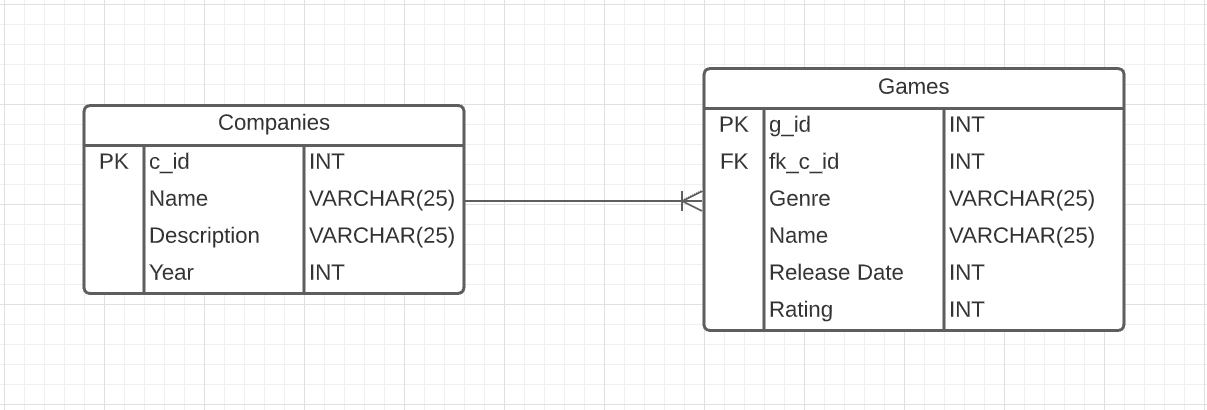 Companies
PK c_id INT
Name VARCHAR(25)
Description VARCHAR(25)
Year INT
Games
PK g_id INT
FK fk_c_id INT
Genre VARCHAR(25)
Name VARCHAR(25)
Release Date INT
Rating INT